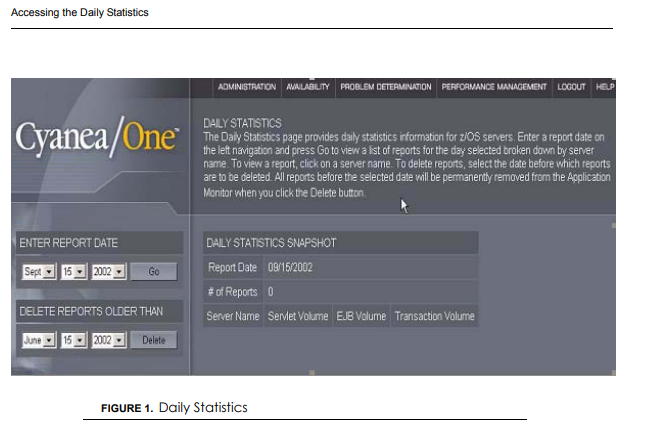 Accessing the Daily Statistics
ADMINISTRATION AVAILABILITY PROBLEM DETERMINATION PERFORMANCE MANAGEMENT LOGOUT HELP
Cyanea/One
DAILY STATISTICS
The Daily Statistics page provides daily statistics information for z/OS servers. Enter a report date on
the left navigation and press Go to view a list of reports for the day selected broken down by server
name. To view a report, click on a server name. To delete reports, select the date before which reports
are to be deleted. All reports before the selected date will be permanently removed from the Application
Monitor when you click the Delete button.
ENTER REPORT DATE
Sept 15 2002 Go
DELETE REPORTS OLDER THAN
June 15 2002 Delete
DAILY STATISTICS SNAPSHOT
Report Date 09/15/2002
# of Reports 0
Server Name Servlet Volume EJB Volume Transaction Volume
FIGURE 1. Daily Statistics